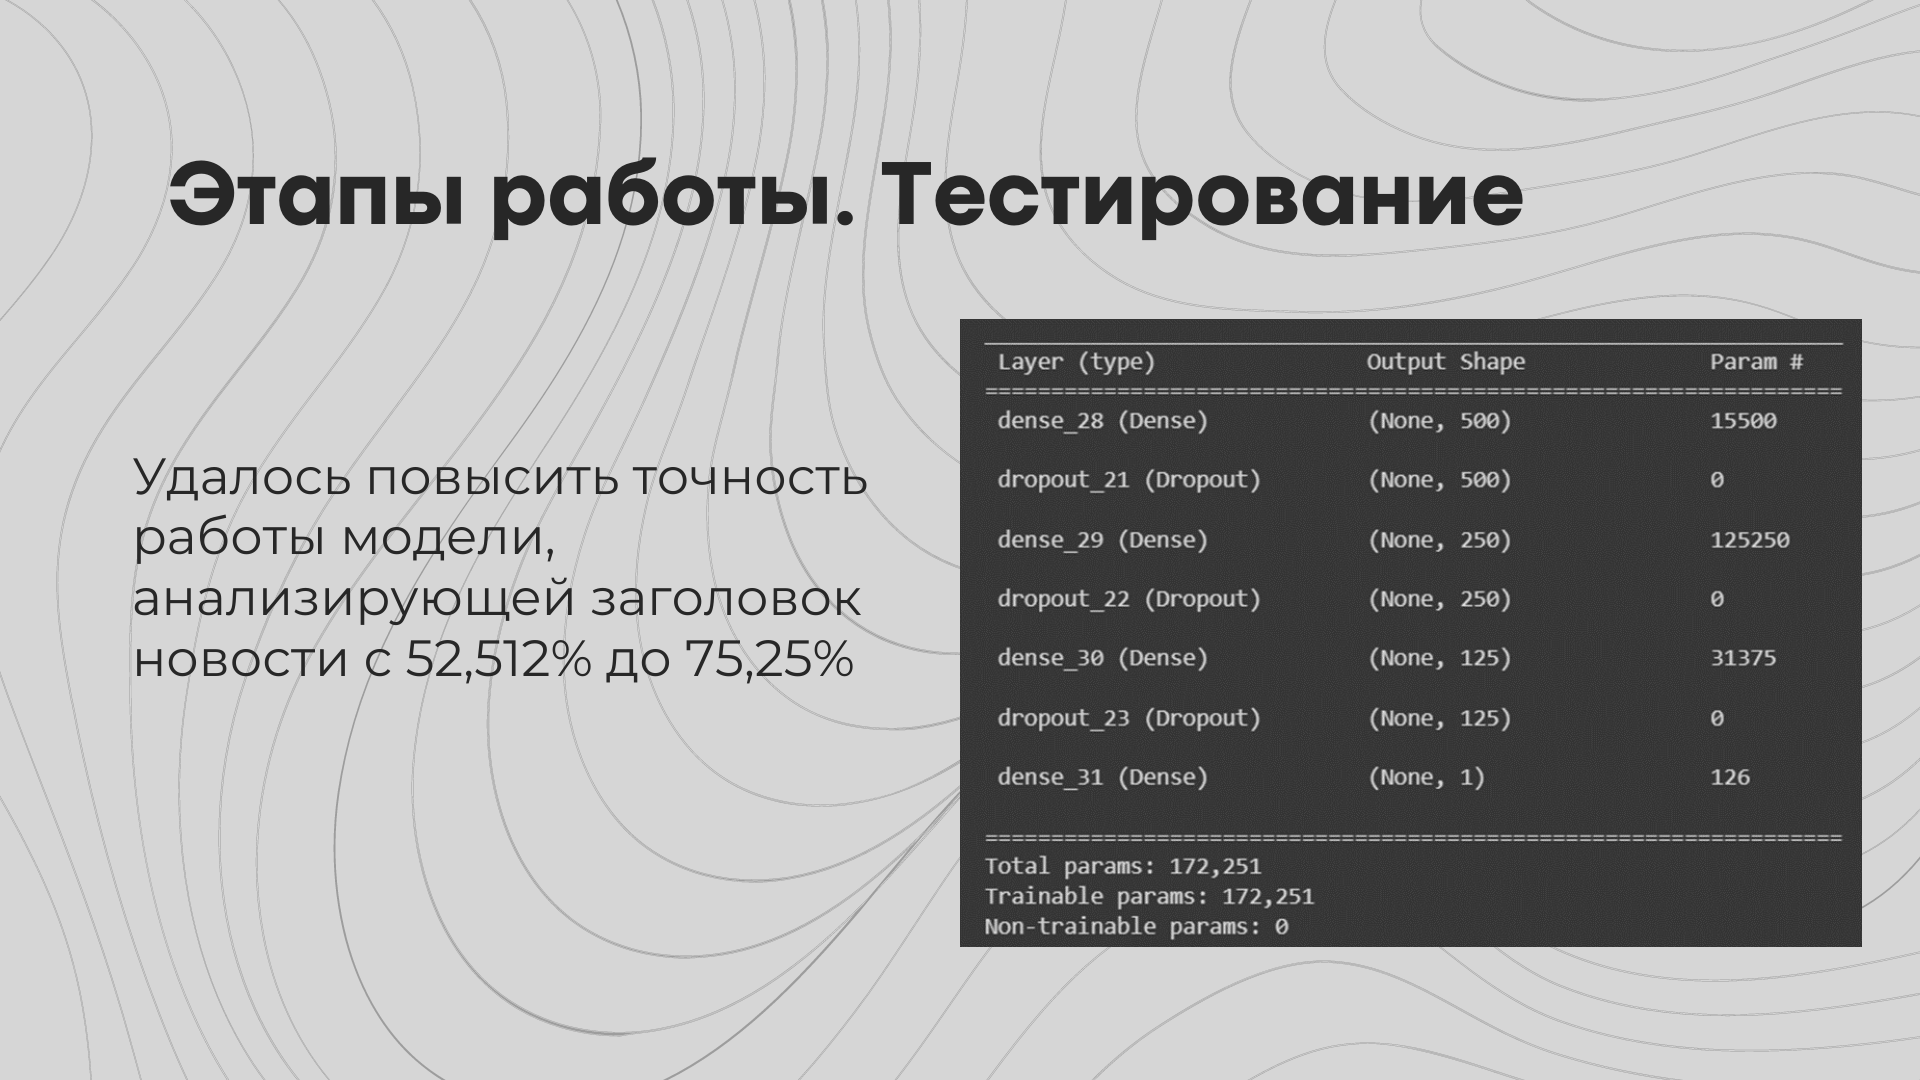 Этапы работы. Тестирование
Удалось повысить точность
работы модели,
анализирующей заголовок
новости с 52,512% до 75,25%
Layer (type) Output Shape Param #
=================================================================
dense_28 (Dense) (None, 500) 15500
dropout_21 (Dropout) (None, 500) 0
dense_29 (Dense) (None, 250) 125250
dropout_22 (Dropout) (None, 250) 0
dense_30 (Dense) (None, 125) 31375
dropout_23 (Dropout) (None, 125) 0
dense_31 (Dense) (None, 1) 126
=================================================================
Total params: 172,251
Trainable params: 172,251
Non-trainable params: 0